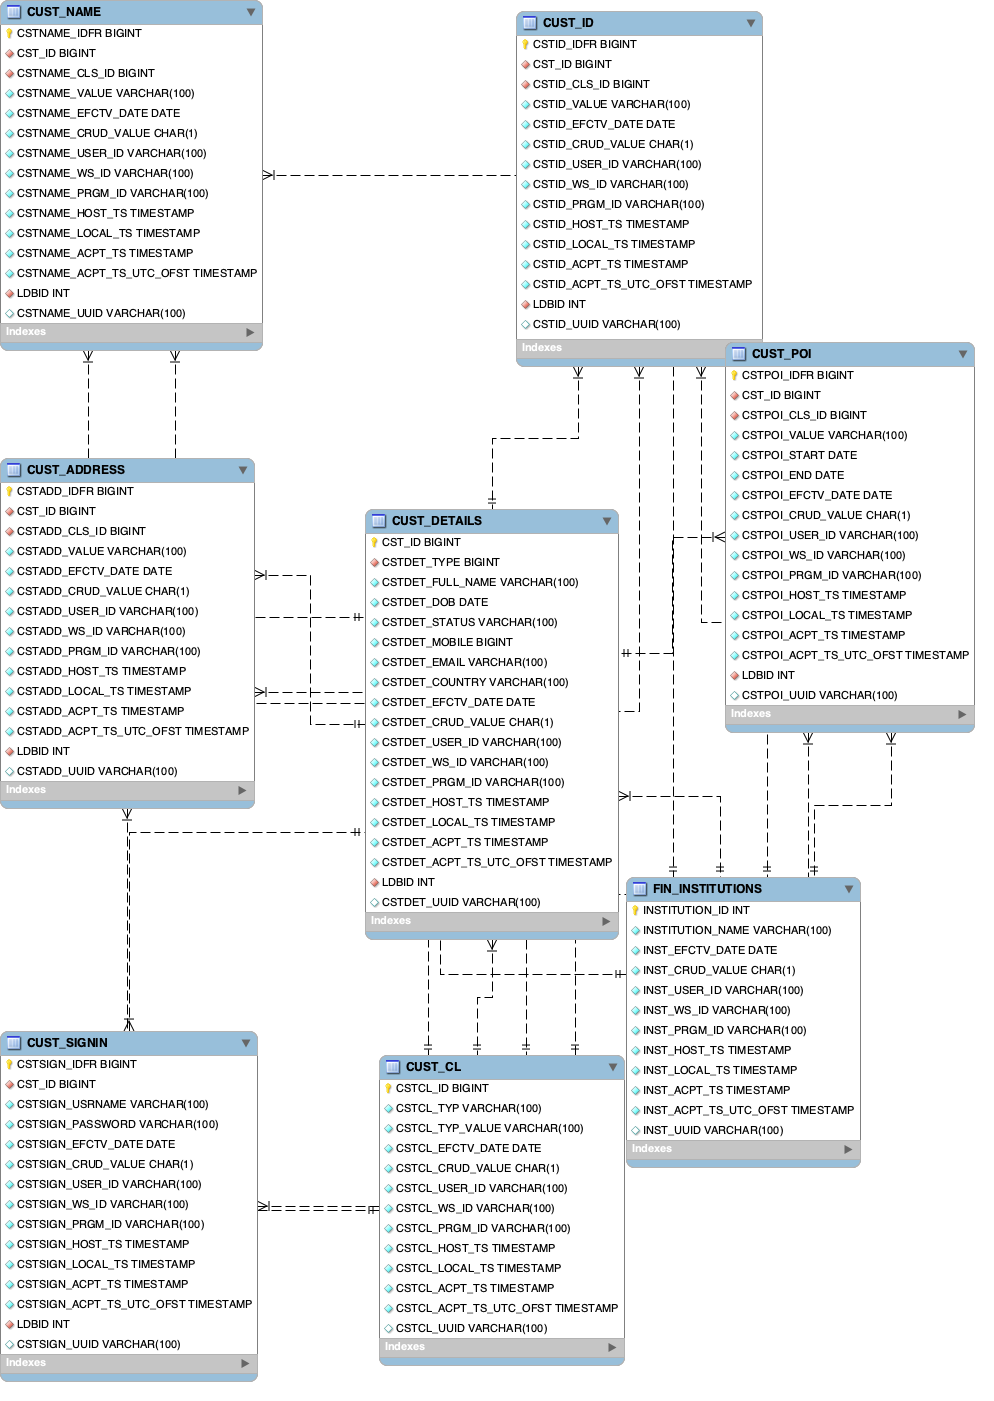 CUST_NAME
CSTNAME_IDFR BIGINT
CST_ID BIGINT
CSTNAME_CLS_ID BIGINT
CSTNAME_VALUE VARCHAR(100)
CSTNAME_EFCTV_DATE DATE
CSTNAME_CRUD_VALUE CHAR(1)
CSTNAME_USER_ID VARCHAR(100)
CSTNAME_WS_ID VARCHAR(100)
CSTNAME_PRGM_ID VARCHAR(100)
CSTNAME_HOST_TS TIMESTAMP
CSTNAME_LOCAL_TS TIMESTAMP
CSTNAME_ACPT_TS TIMESTAMP
CSTNAME_ACPT_TS_UTC_OFST TIMESTAMP
LDBID INT
CSTNAME_UUID VARCHAR(100)
Indexes
CUST_ID
CSTID_IDFR BIGINT
CST_ID BIGINT
CSTID_CLS_ID BIGINT
CSTID_VALUE VARCHAR(100)
CSTID_EFCTV_DATE DATE
CSTID_CRUD_VALUE CHAR(1)
CSTID_USER_ID VARCHAR(100)
CSTID_WS_ID VARCHAR(100)
CSTID_PRGM_ID VARCHAR(100)
CSTID_HOST_TS TIMESTAMP
CSTID_LOCAL_TS TIMESTAMP
CSTID_ACPT_TS TIMESTAMP
CSTID_ACPT_TS_UTC_OFST TIMESTAMP
LDBID INT
CSTID_UUID VARCHAR(100)
Indexes
CUST_POI
CSTPOI_IDFR BIGINT
CST_ID BIGINT
CSTPOI_CLS_ID BIGINT
CSTPOI_VALUE VARCHAR(100)
CSTPOI_START DATE
CSTPOI_END DATE
CSTPOI_EFCTV_DATE DATE
CSTPOI_CRUD_VALUE CHAR(1)
CSTPOI_USER_ID VARCHAR(100)
CSTPOI_WS_ID VARCHAR(100)
CSTPOI_PRGM_ID VARCHAR(100)
CSTPOI_HOST_TS TIMESTAMP
CSTPOI_LOCAL_TS TIMESTAMP
CSTPOI_ACPT_TS TIMESTAMP
CSTPOI_ACPT_TS_UTC_OFST TIMESTAMP
LDBID INT
CSTPOI_UUID VARCHAR(100)
Indexes
CUST_ADDRESS
CSTADD_IDFR BIGINT
CST_ID BIGINT
CSTADD_CLS_ID BIGINT
CSTADD_VALUE VARCHAR(100)
CSTADD_EFCTV_DATE DATE
CSTADD_CRUD_VALUE CHAR(1)
CSTADD_USER_ID VARCHAR(100)
CSTADD_WS_ID VARCHAR(100)
CSTADD_PRGM_ID VARCHAR(100)
CSTADD_HOST_TS TIMESTAMP
CSTADD_LOCAL_TS TIMESTAMP
CSTADD_ACPT_TS TIMESTAMP
CSTADD_ACPT_TS_UTC_OFST TIMESTAMP
LDBID INT
CSTADD_UUID VARCHAR(100)
Indexes
CUST_DETAILS
CST_ID BIGINT
CSTDET_TYPE BIGINT
CSTDET_FULL_NAME VARCHAR(100)
CSTDET_DOB DATE
CSTDET_STATUS VARCHAR(100)
CSTDET_MOBILE BIGINT
CSTDET_EMAIL VARCHAR(100)
CSTDET_COUNTRY VARCHAR(100)
CSTDET_EFCTV_DATE DATE
CSTDET_CRUD_VALUE CHAR(1)
CSTDET_USER_ID VARCHAR(100)
CSTDET_WS_ID VARCHAR(100)
CSTDET_PRGM_ID VARCHAR(100)
CSTDET_HOST_TS TIMESTAMP
CSTDET_LOCAL_TS TIMESTAMP
CSTDET_ACPT_TS TIMESTAMP
CSTDET_ACPT_TS_UTC_OFST TIMESTAMP
LDBID INT
CSTDET_UUID VARCHAR(100)
Indexes
FIN_INSTITUTIONS
INSTITUTION_ID INT
INSTITUTION_NAME VARCHAR(100)
INST_EFCTV_DATE DATE
INST_CRUD_VALUE CHAR(1)
INST_USER_ID VARCHAR(100)
INST_WS_ID VARCHAR(100)
INST_PRGM_ID VARCHAR(100)
INST_HOST_TS TIMESTAMP
INST_LOCAL_TS TIMESTAMP
INST_ACPT_TS TIMESTAMP
INST_ACPT_TS_UTC_OFST TIMESTAMP
INST_UUID VARCHAR(100)
Indexes
CUST_SIGNIN
CSTSIGN_IDFR BIGINT
CST_ID BIGINT
CSTSIGN_USRNAME VARCHAR(100)
CSTSIGN_PASSWORD VARCHAR(100)
CSTSIGN_EFCTV_DATE DATE
CSTSIGN_CRUD_VALUE CHAR(1)
CSTSIGN_USER_ID VARCHAR(100)
CSTSIGN_WS_ID VARCHAR(100)
CSTSIGN_PRGM_ID VARCHAR(100)
CSTSIGN_HOST_TS TIMESTAMP
CSTSIGN_LOCAL_TS TIMESTAMP
CSTSIGN_ACPT_TS TIMESTAMP
CSTSIGN_ACPT_TS_UTC_OFST TIMESTAMP
LDBID INT
CSTSIGN_UUID VARCHAR(100)
Indexes
CUST_CL
CSTCL_ID BIGINT
CSTCL_TYP VARCHAR(100)
CSTCL_TYP_VALUE VARCHAR(100)
CSTCL_EFCTV_DATE DATE
CSTCL_CRUD_VALUE CHAR(1)
CSTCL_USER_ID VARCHAR(100)
CSTCL_WS_ID VARCHAR(100)
CSTCL_PRGM_ID VARCHAR(100)
CSTCL_HOST_TS TIMESTAMP
CSTCL_LOCAL_TS TIMESTAMP
CSTCL_ACPT_TS TIMESTAMP
CSTCL_ACPT_TS_UTC_OFST TIMESTAMP
CSTCL_UUID VARCHAR(100)
Indexes